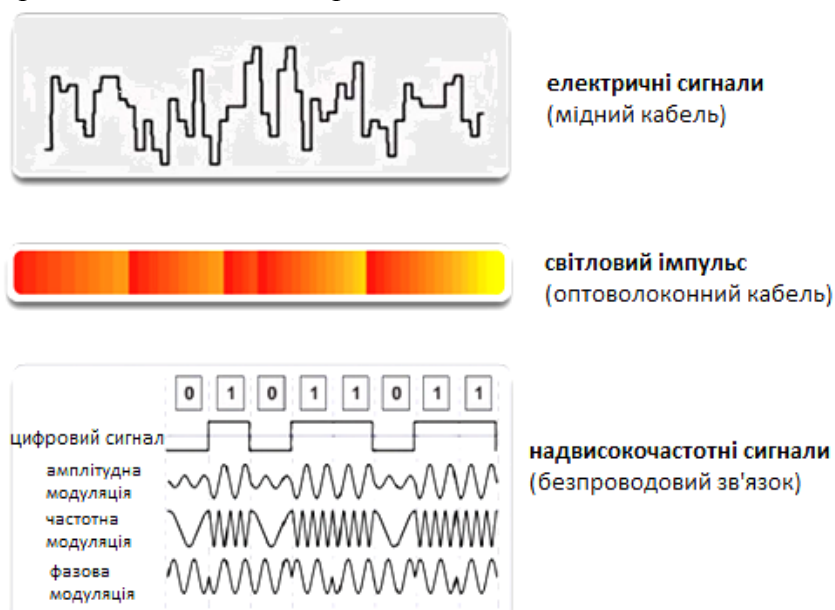 електричні сигнали
(мідний кабель)
світловий імпульс
(оптоволоконний кабель)
0 1 0 1 1 0 1 1
цифровий сигнал
амплітудна
модуляція
частотна
модуляція
фазова
модуляція
надвисокочастотні сигнали
(безпроводовий зв'язок)